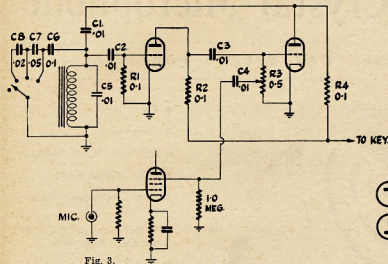 C1.
.01
C8
C7
C6
.02
.05
0.1
C2
.01
C3
.01
C4
.01
R3
0.5
R1
0.1
C5
.01
R2
0.1
R4
0.1
TO KEY.
MIC.
1.0
MEG.
Fig. 3.